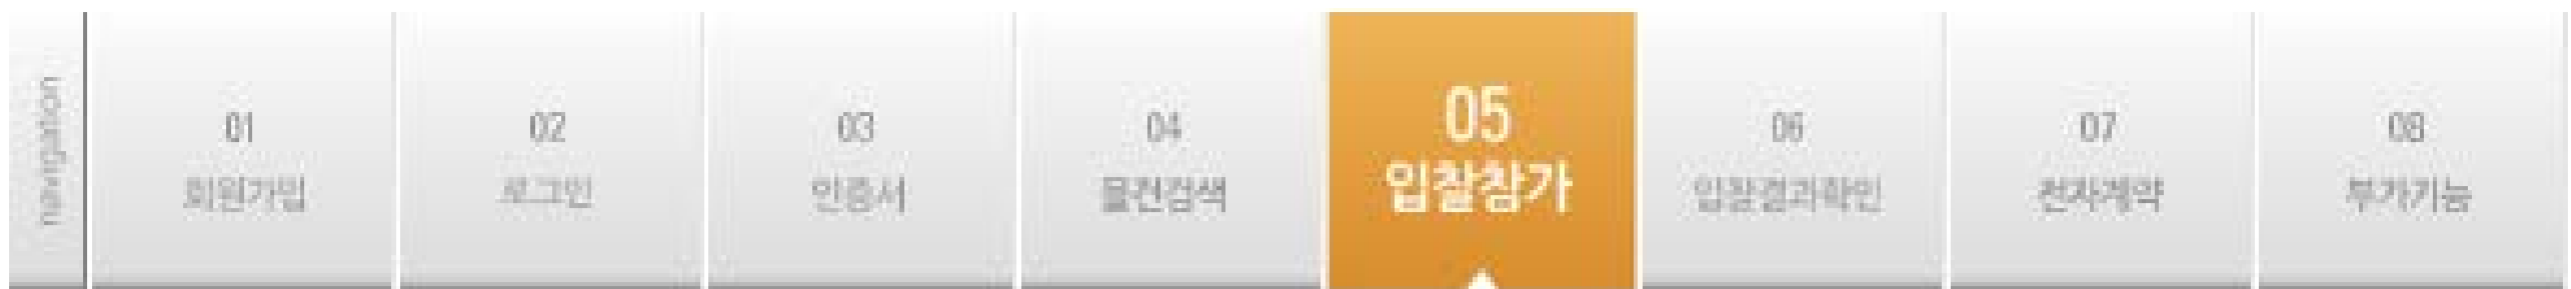 navigation
01
회원가입
02
로그인
03
인증서
04
물건검색
05
입찰참가
06
입찰결과확인
07
전자계약
08
부가기능